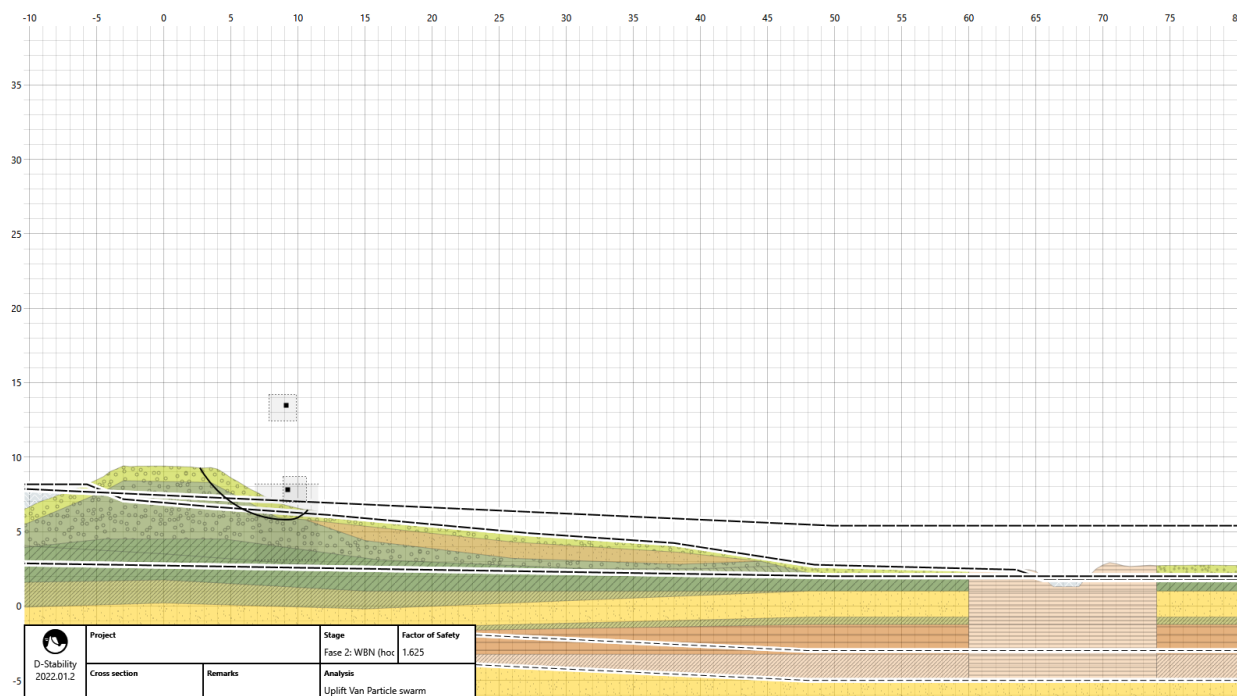 -10 -5 0 5 10 15 20 25 30 35 40 45 50 55 60 65 70 75 80
35
30
25
20
15
10
5
0
-5
D-Stability
2022.01.2
Project
Stage
Factor of Safety
Fase 2: WBN (hoc
1.625
Cross section
Remarks
Analysis
Uplift Van Particle swarm